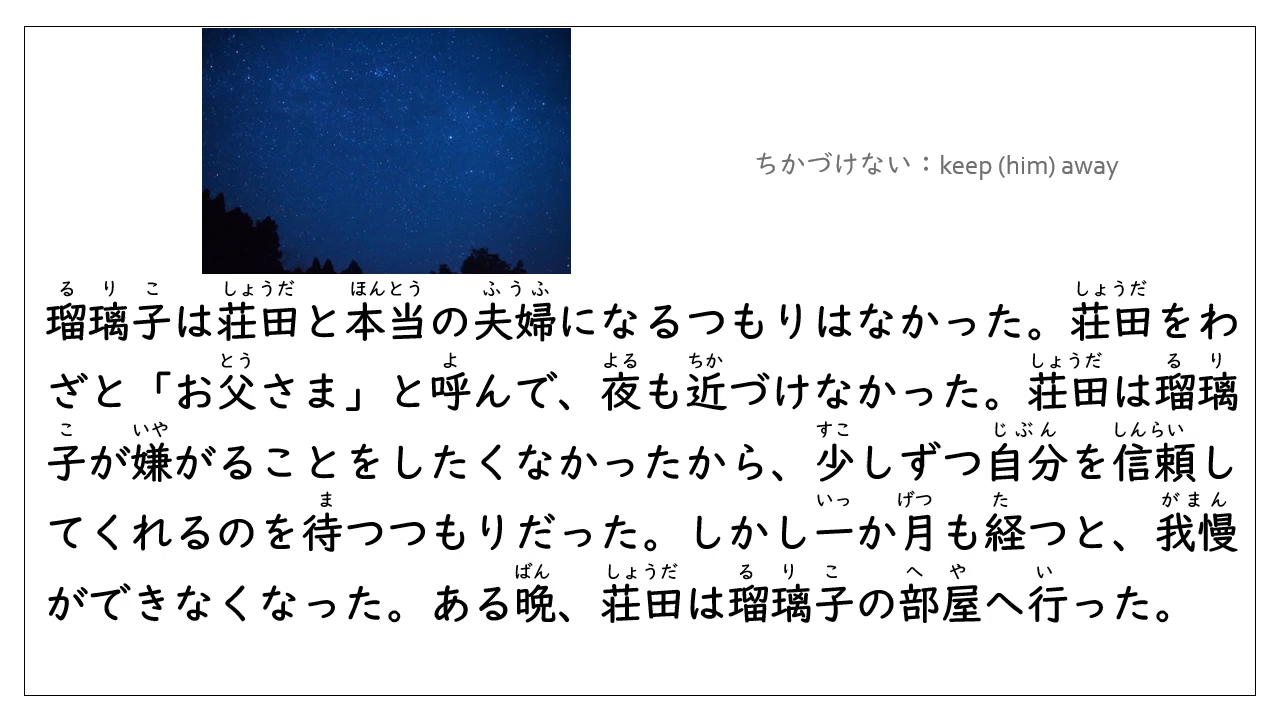 ちかづけない：keep (him) away
瑠璃子は荘田と本当の夫婦になるつもりはなかった。荘田をわ
ざと「お父さま」と呼んで、夜も近づけなかった。荘田は瑠璃
子が嫌がることをしたくなかったから、少しずつ自分を信頼し
てくれるのを待つつもりだった。しかし一か月も経つと、我慢
ができなくなった。ある晩、荘田は瑠璃子の部屋へ行った。